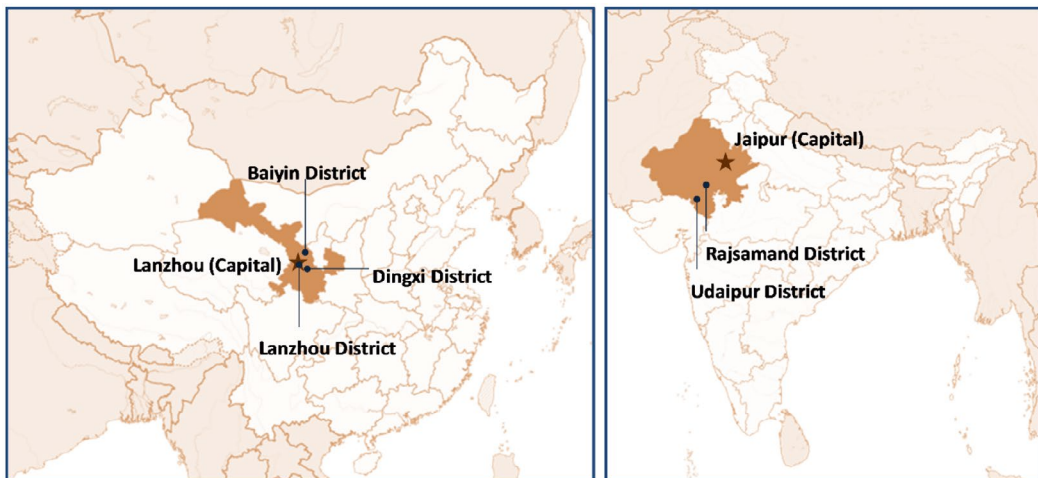 Baiyin District
Lanzhou (Capital)
Dingxi District
Lanzhou District
Jaipur (Capital)
Rajsamand District
Udaipur District